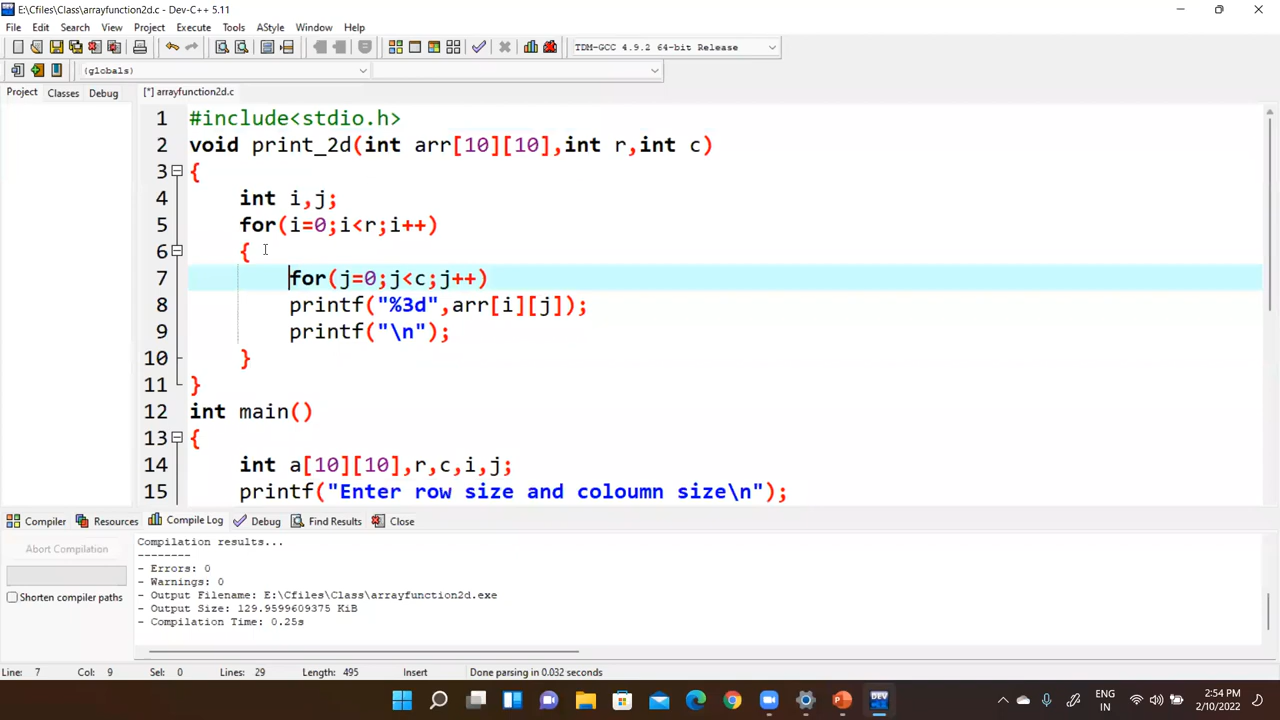 E:\Cfiles\Class\arrayfunction2d.c - Dev-C++ 5.11
File Edit Search View Project Execute Tools AStyle Window Help
TDM-GCC 4.9.2 64-bit Release
(globals)
Project Classes Debug
[*] arrayfunction2d.c
1 #include<stdio.h>
2 void print_2d(int arr[10][10],int r,int c)
3 {
4 int i,j;
5 for(i=0;i<r;i++)
6 {
7 for(j=0;j<c;j++)
8 printf("%3d",arr[i][j]);
9 printf("\n");
10 }
11 }
12 int main()
13 {
14 int a[10][10],r,c,i,j;
15 printf("Enter row size and coloumn size\n");
Compiler Resources Compile Log Debug Find Results Close
Abort Compilation
Shorten compiler paths
Compilation results...
--------
- Errors: 0
- Warnings: 0
- Output Filename: E:\Cfiles\Class\arrayfunction2d.exe
- Output Size: 129.9599609375 KiB
- Compilation Time: 0.25s
Line: 7 Col: 9 Sel: 0 Lines: 29 Length: 495 Insert Done parsing in 0.032 seconds
DEV
ENG
IN
2:54 PM
2/10/2022